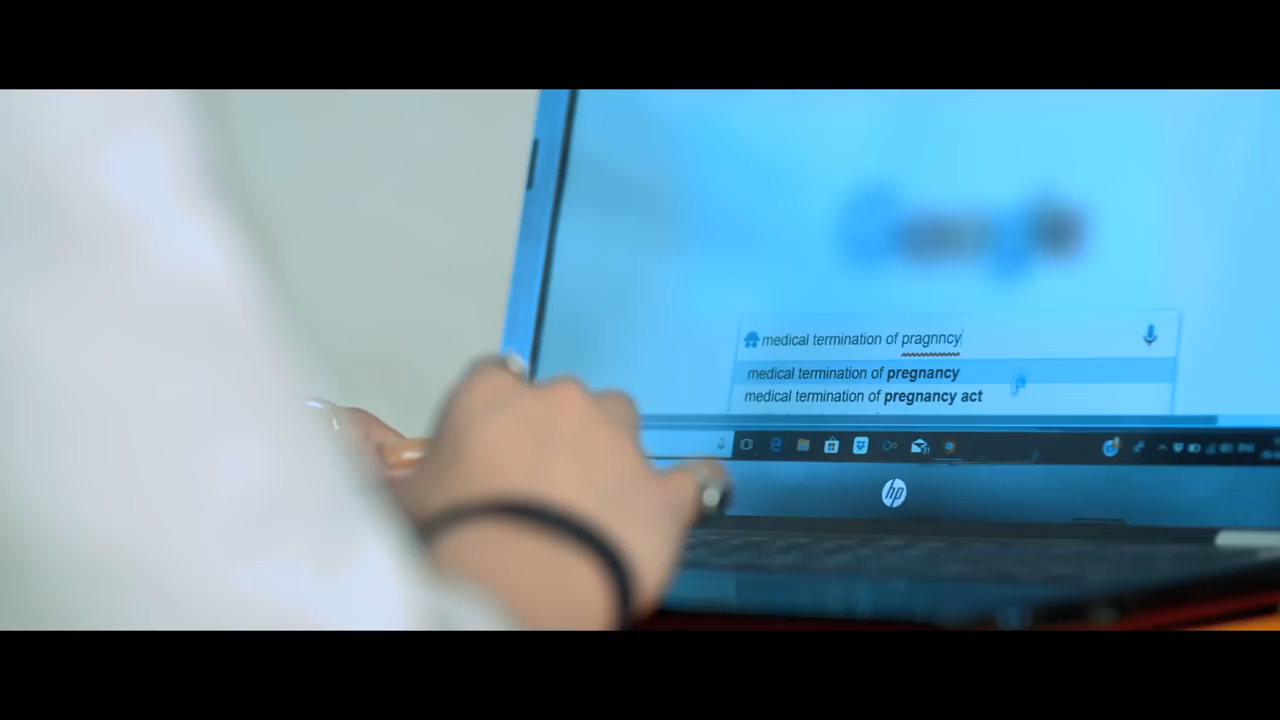 medical termination of pragnncy
medical termination of pregnancy
medical termination of pregnancy act
hp